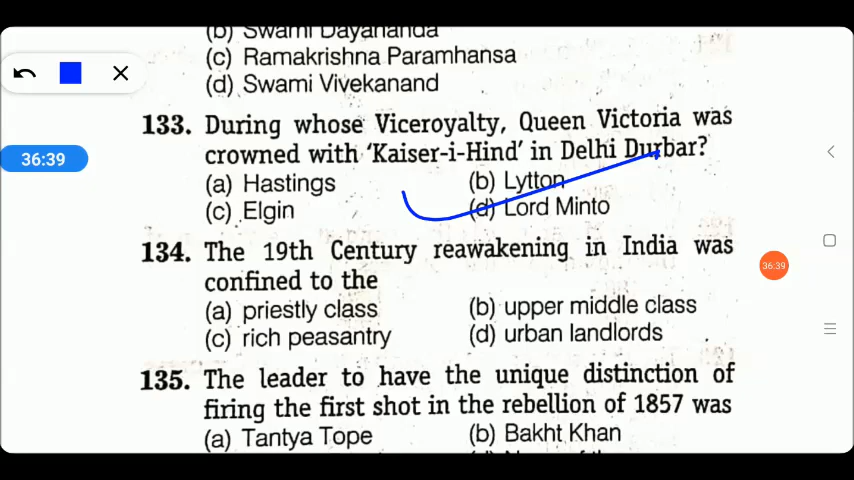 (b) Swami Dayananda
(c) Ramakrishna Paramhansa
(d) Swami Vivekanand
133. During whose Viceroyalty, Queen Victoria was
36:39
crowned with 'Kaiser-i-Hind' in Delhi Durbar?
(a) Hastings (b) Lytton
(c) Elgin (d) Lord Minto
134. The 19th Century reawakening in India was
36:39
confined to the
(a) priestly class (b) upper middle class
(c) rich peasantry (d) urban landlords
135. The leader to have the unique distinction of
firing the first shot in the rebellion of 1857 was
(a) Tantya Tope (b) Bakht Khan